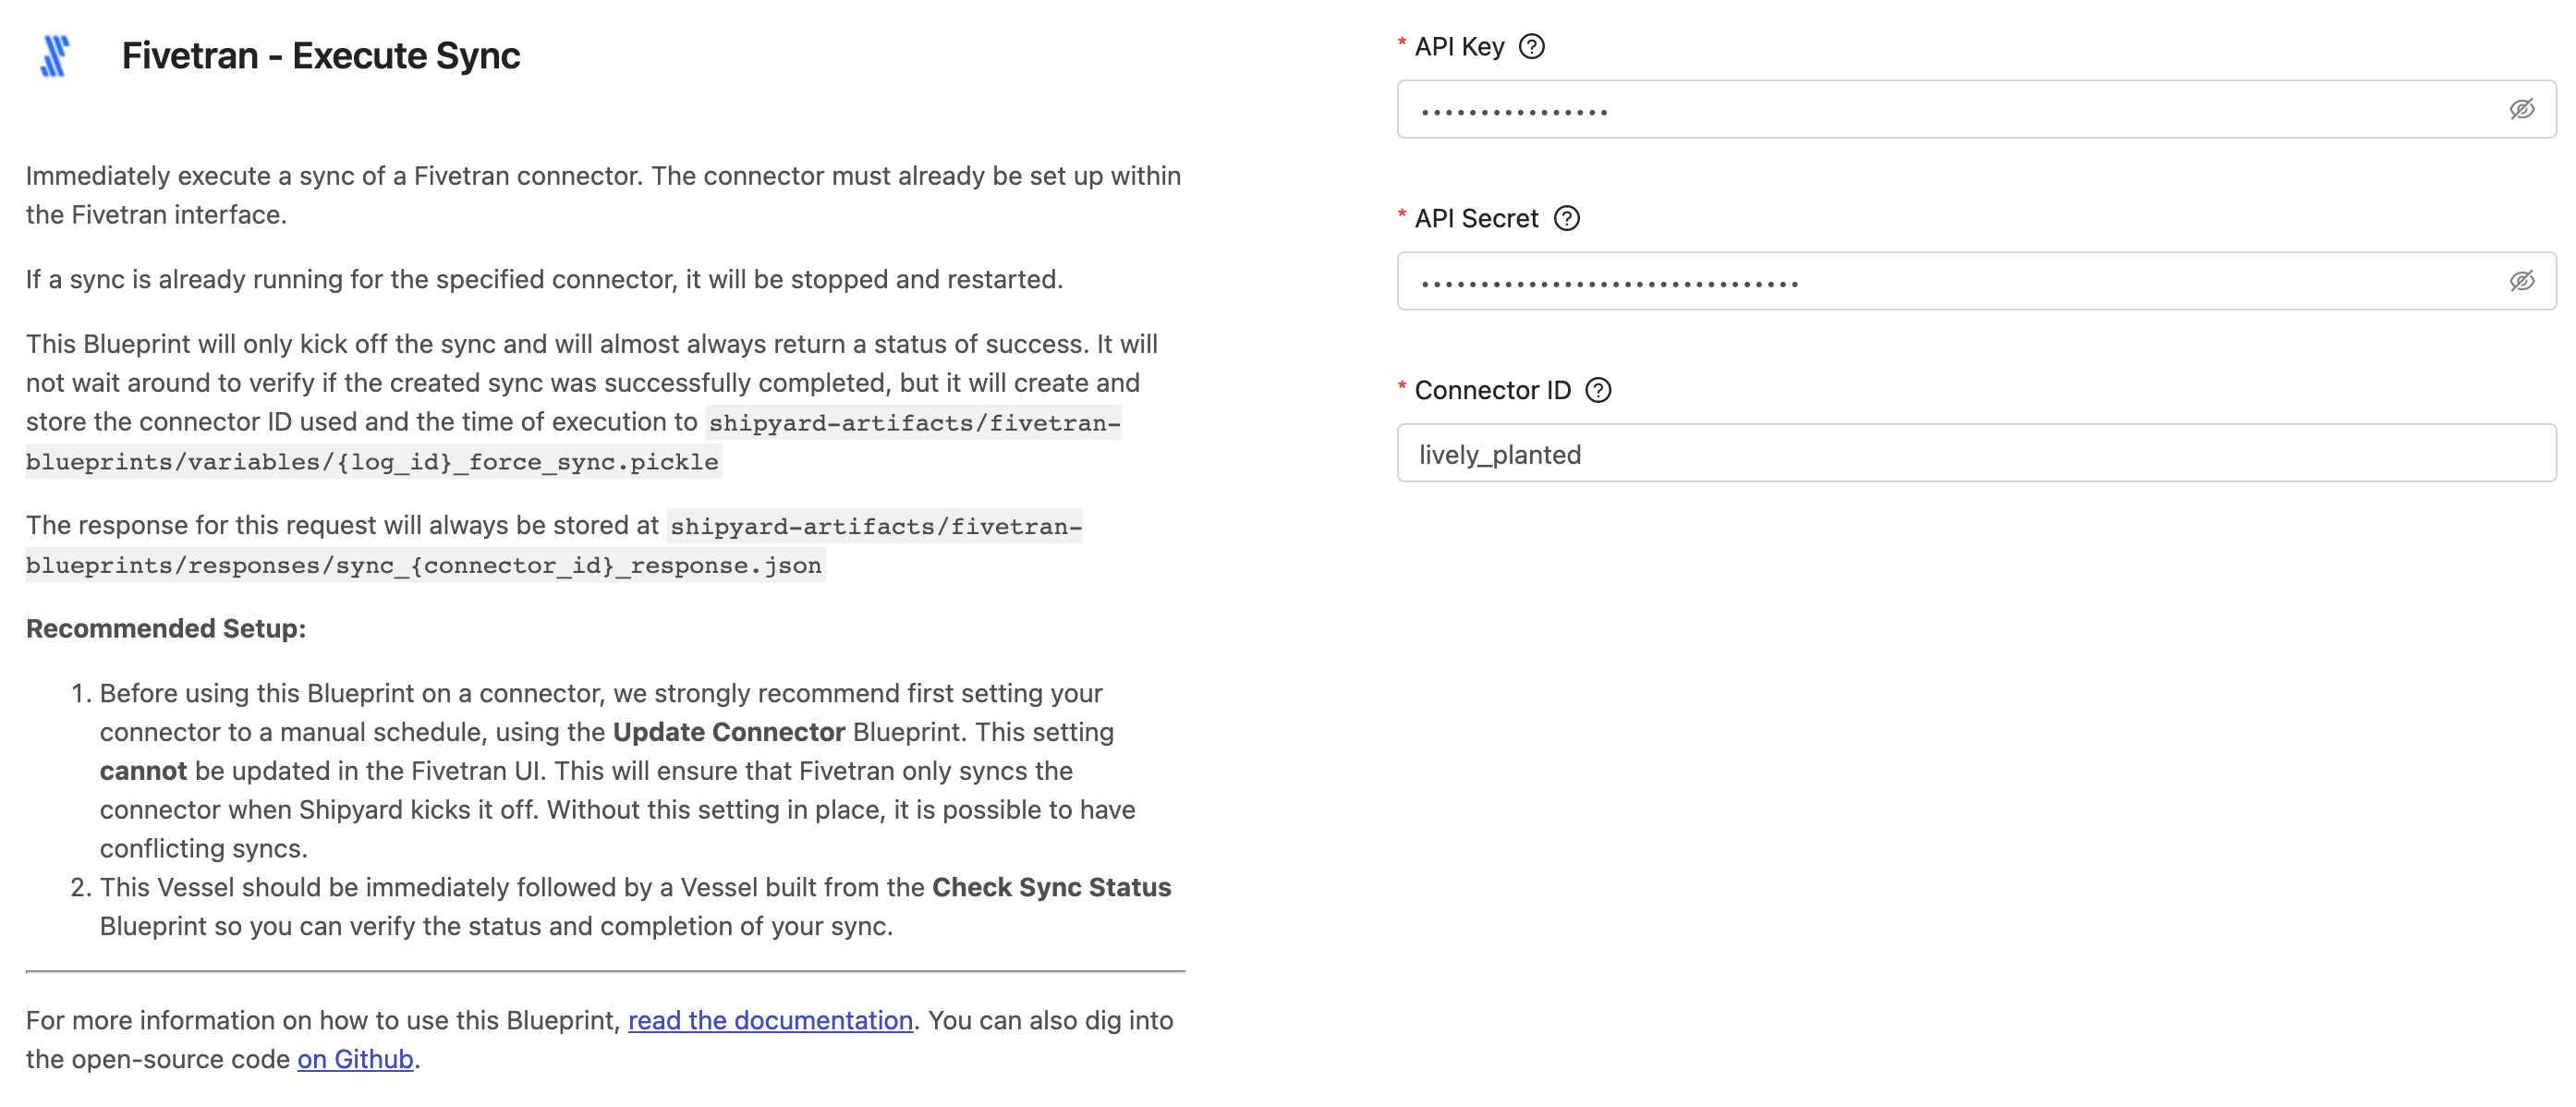 Fivetran - Execute Sync
Immediately execute a sync of a Fivetran connector. The connector must already be set up within
the Fivetran interface.
If a sync is already running for the specified connector, it will be stopped and restarted.
This Blueprint will only kick off the sync and will almost always return a status of success. It will
not wait around to verify if the created sync was successfully completed, but it will create and
store the connector ID used and the time of execution to shipyard-artifacts/fivetran-
blueprints/variables/{log_id}_force_sync.pickle
The response for this request will always be stored at shipyard-artifacts/fivetran-
blueprints/responses/sync_{connector_id}_response.json
Recommended Setup:
1. Before using this Blueprint on a connector, we strongly recommend first setting your
connector to a manual schedule, using the Update Connector Blueprint. This setting
cannot be updated in the Fivetran UI. This will ensure that Fivetran only syncs the
connector when Shipyard kicks it off. Without this setting in place, it is possible to have
conflicting syncs.
2. This Vessel should be immediately followed by a Vessel built from the Check Sync Status
Blueprint so you can verify the status and completion of your sync.
For more information on how to use this Blueprint, read the documentation. You can also dig into
the open-source code on Github.
* API Key
* API Secret
* Connector ID
lively_planted